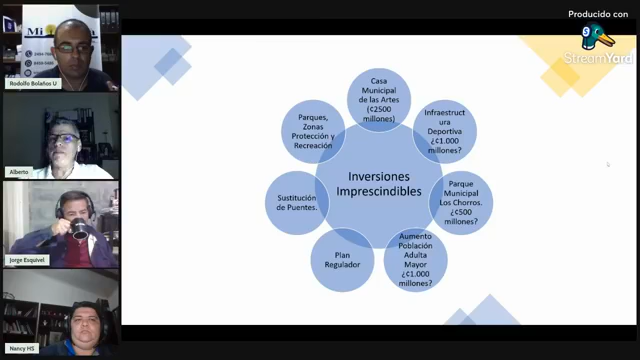 Producido con
StreamYard
Rodolfo Bolaños U
Alberto
Jorge Esquivel
Nancy HS
Casa
Municipal
de las Artes
(¢2500
millones)
Infraestruct
ura
Deportiva
¿¢1.000
millones?
Parque
Municipal
Los Chorros.
¿¢500
millones?
Aumento
Población
Adulta
Mayor
¿¢1.000
millones?
Plan
Regulador
Sustitución
de Puentes.
Parques,
Zonas
Protección y
Recreación
Inversiones
Imprescindibles